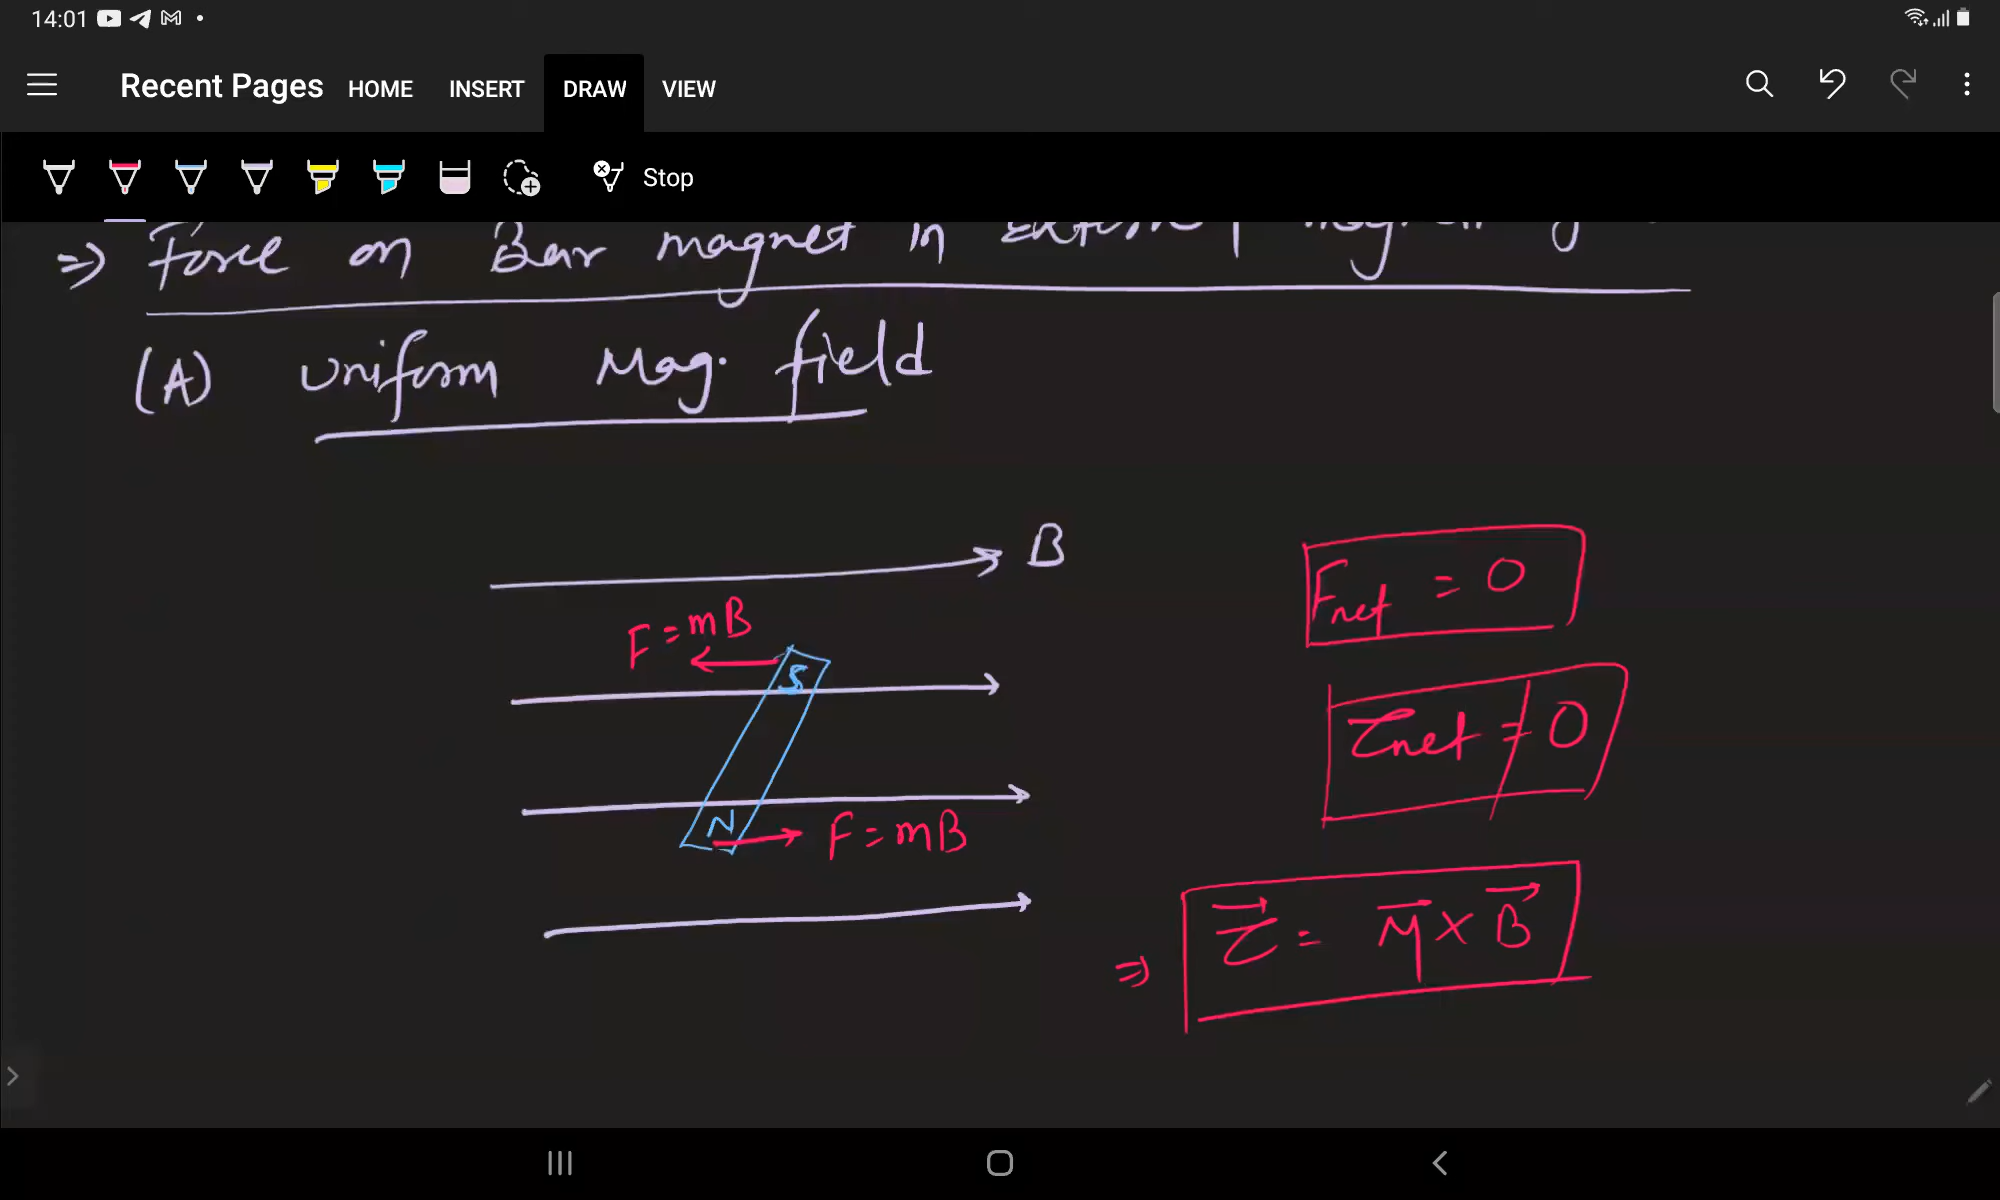 14:01
Recent Pages HOME INSERT DRAW VIEW
Stop
⇒ Force on Bar magnet in
(A) Uniform Mag. field
B
F = mB
S
N
F = mB
Fnet = 0
τnet ≠ 0
⇒ τ⃗ = M⃗ × B⃗